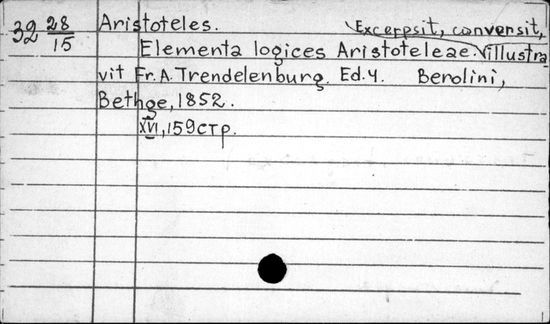 32 28/15 Aristoteles. Excerpsit, conversit,
Elementa logices Aristoteleae. illustra
vit Fr. A. Trendelenburg. Ed. 4. Berolini,
Bethge, 1852.
XVI, 159 стр.